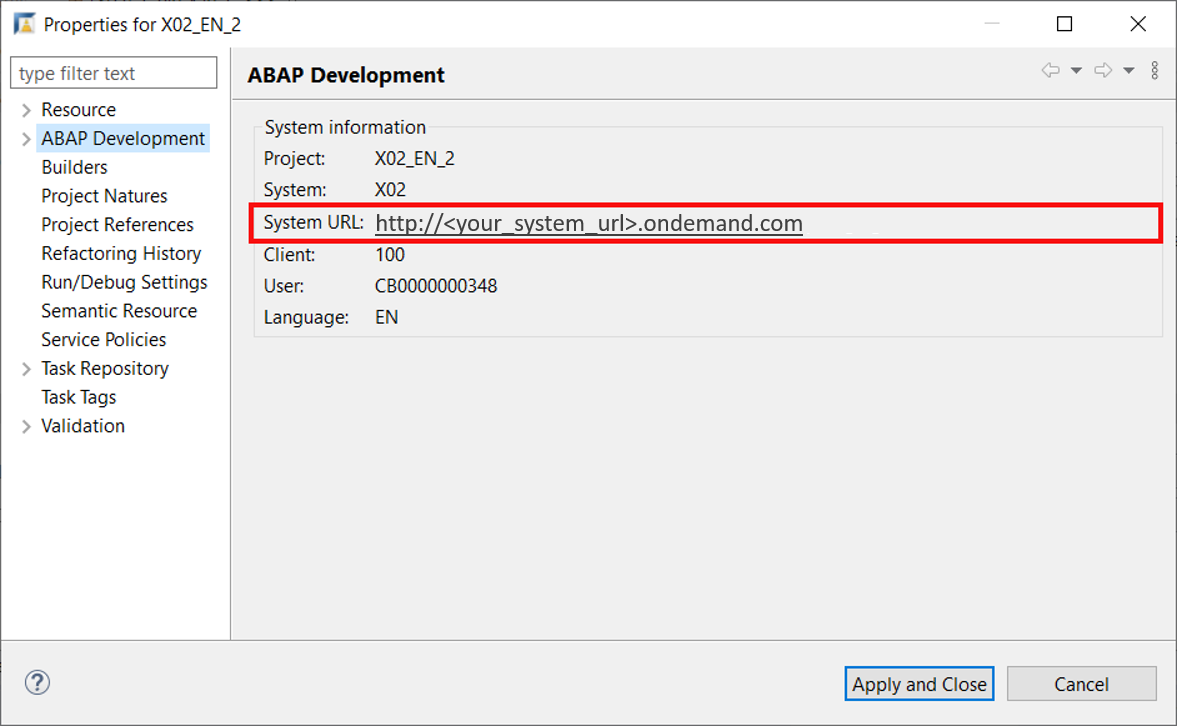 Properties for X02_EN_2
type filter text
Resource
ABAP Development
Builders
Project Natures
Project References
Refactoring History
Run/Debug Settings
Semantic Resource
Service Policies
Task Repository
Task Tags
Validation
ABAP Development
System information
Project: X02_EN_2
System: X02
System URL: http://<your_system_url>.ondemand.com
Client: 100
User: CB0000000348
Language: EN
?
Apply and Close
Cancel